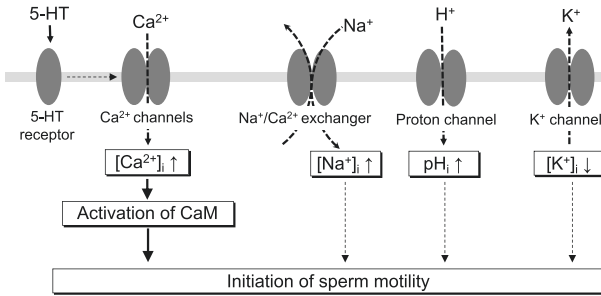 5-HT
Ca²⁺
Na⁺
H⁺
K⁺
5-HT
receptor
Ca²⁺ channels
Na⁺/Ca²⁺ exchanger
Proton channel
K⁺ channel
[Ca²⁺]i ↑
[Na⁺]i ↑
pHi ↑
[K⁺]i ↓
Activation of CaM
Initiation of sperm motility